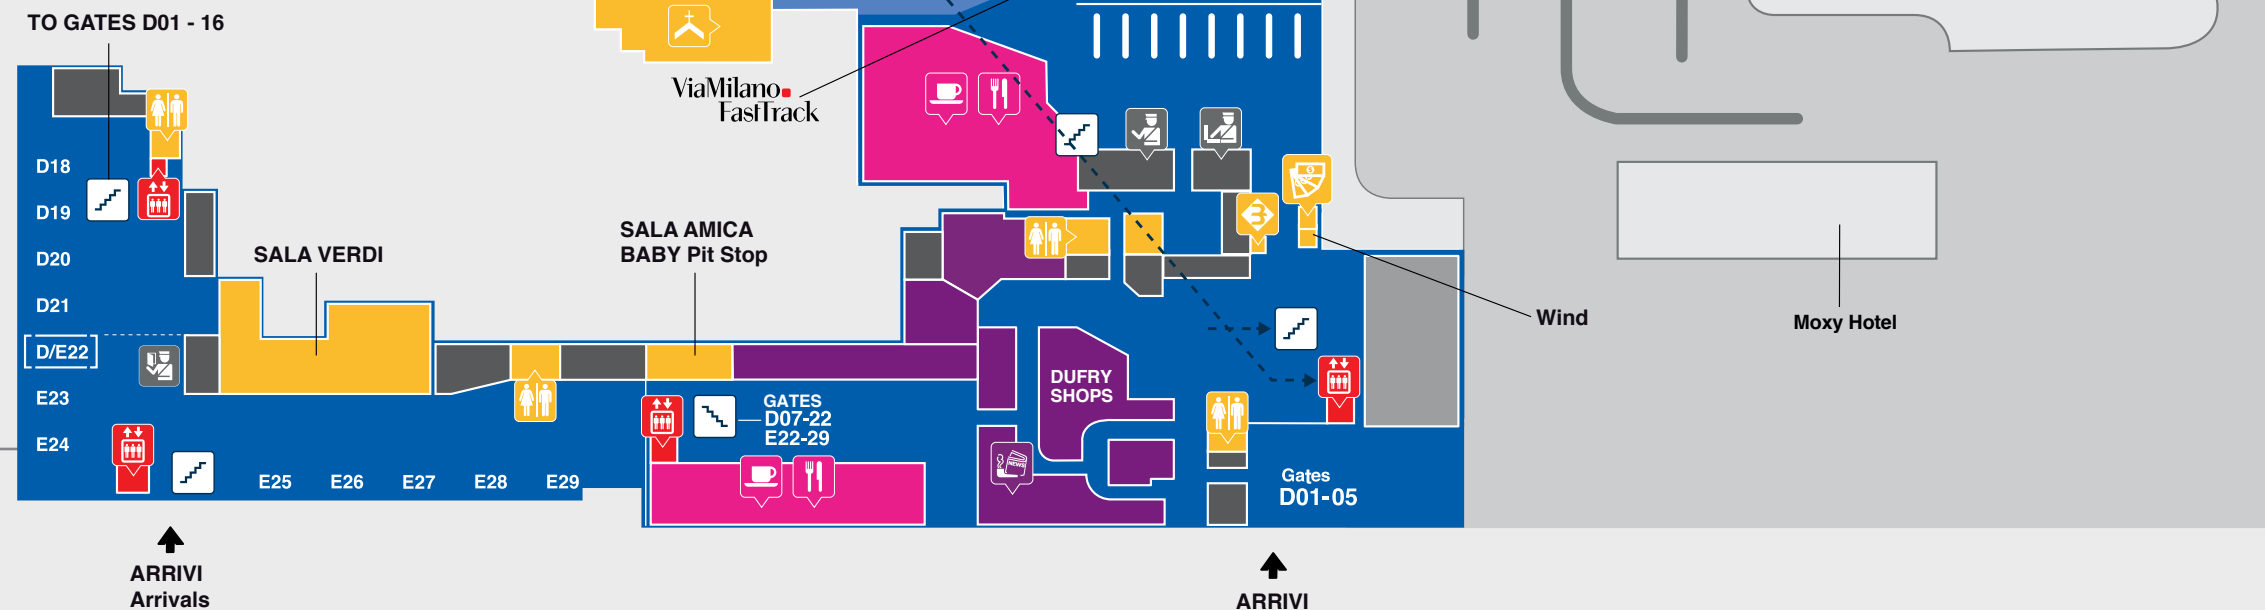 TO GATES D01 - 16
ViaMilano
FastTrack
D18
D19
D20
D21
D/E22
E23
E24
SALA VERDI
SALA AMICA
BABY Pit Stop
GATES
D07-22
E22-29
DUFRY
SHOPS
NEWS
3
Wind
Moxy Hotel
E25
E26
E27
E28
E29
Gates
D01-05
ARRIVI
Arrivals
ARRIVI